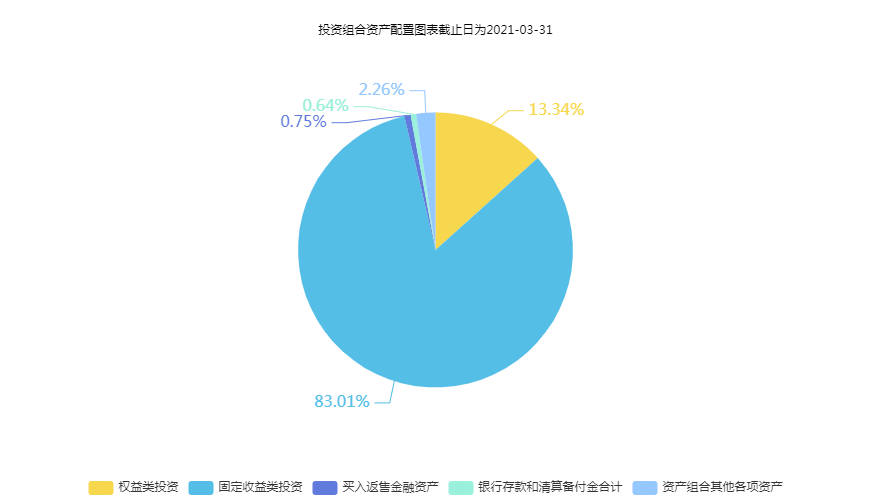 投资组合资产配置图表截止日为2021-03-31
2.26%
0.64%
13.34%
0.75%
83.01%
权益类投资 固定收益类投资 买入返售金融资产 银行存款和清算备付金合计 资产组合其他各项资产